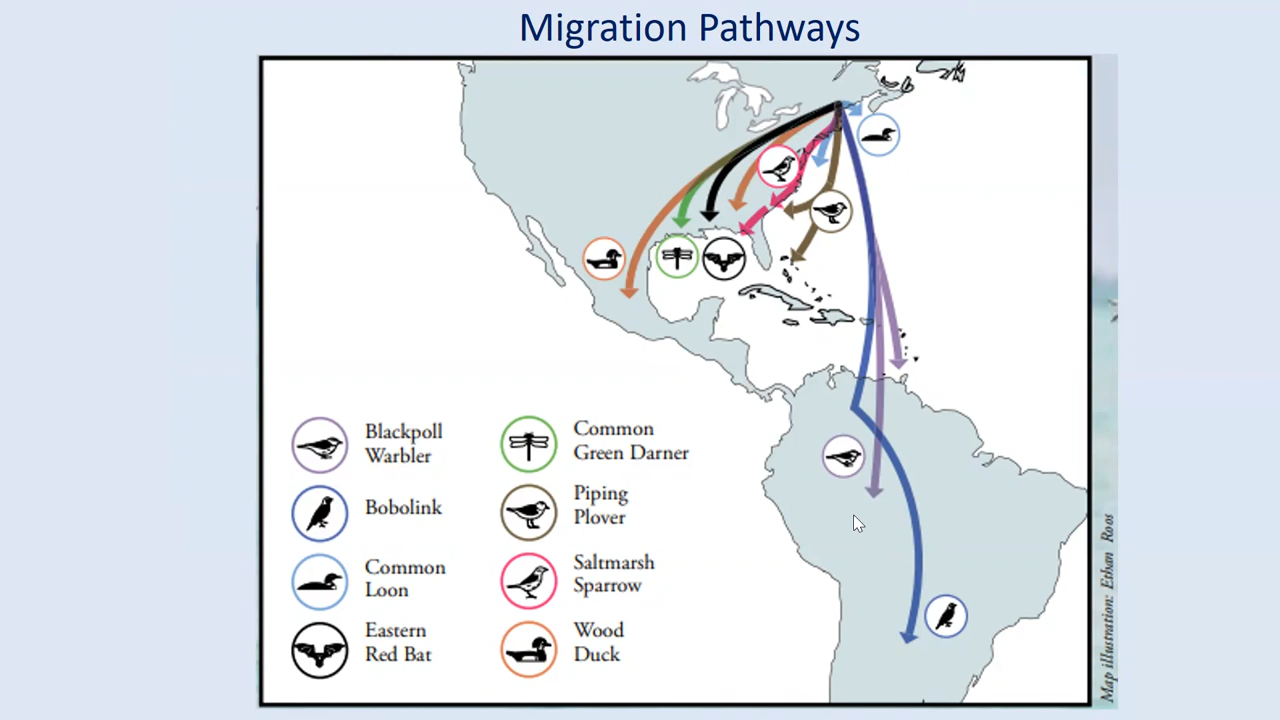 Migration Pathways
Blackpoll
Warbler
Bobolink
Common
Loon
Eastern
Red Bat
Common
Green Darner
Piping
Plover
Saltmarsh
Sparrow
Wood
Duck
Map illustration: Ethan Roos